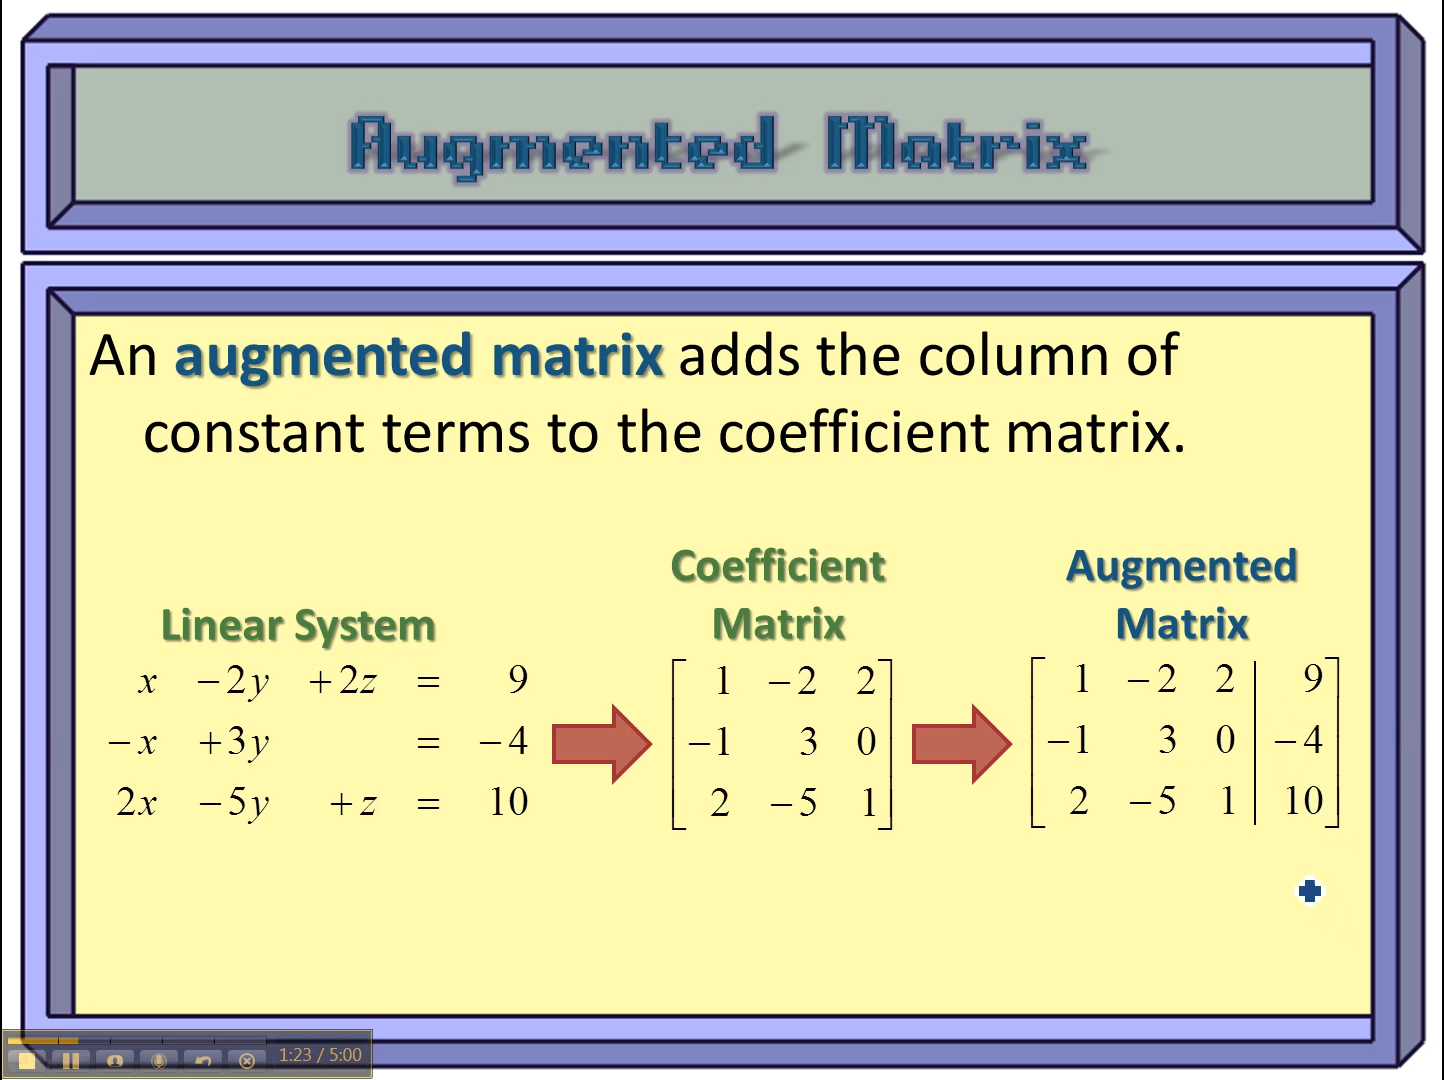 Augmented Matrix
An augmented matrix adds the column of
constant terms to the coefficient matrix.
Linear System
x −2y +2z = 9
−x +3y = −4
2x −5y +z = 10
Coefficient
Matrix
1 −2 2
−1 3 0
2 −5 1
Augmented
Matrix
1 −2 2 | 9
−1 3 0 | −4
2 −5 1 | 10
1:23 / 5:00